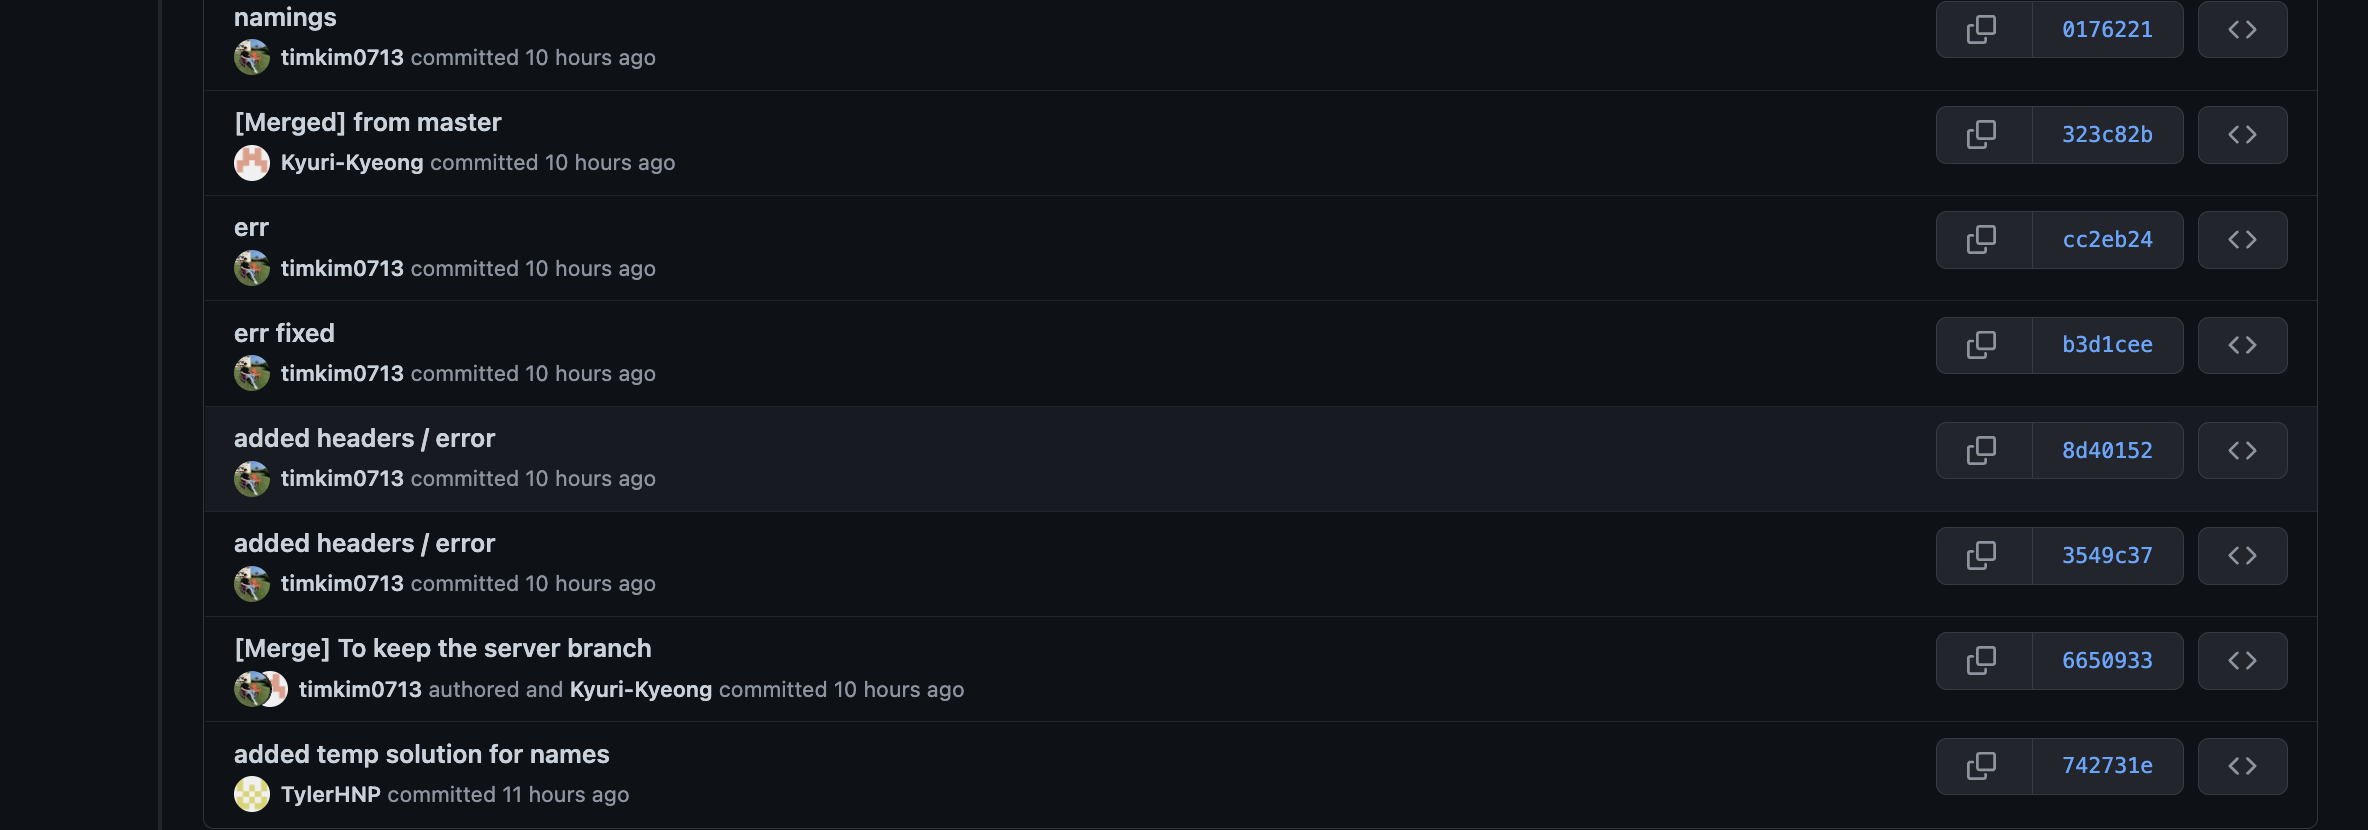 namings
timkim0713 committed 10 hours ago
0176221
[Merged] from master
Kyuri-Kyeong committed 10 hours ago
323c82b
err
timkim0713 committed 10 hours ago
cc2eb24
err fixed
timkim0713 committed 10 hours ago
b3d1cee
added headers / error
timkim0713 committed 10 hours ago
8d40152
added headers / error
timkim0713 committed 10 hours ago
3549c37
[Merge] To keep the server branch
timkim0713 authored and Kyuri-Kyeong committed 10 hours ago
6650933
added temp solution for names
TylerHNP committed 11 hours ago
742731e